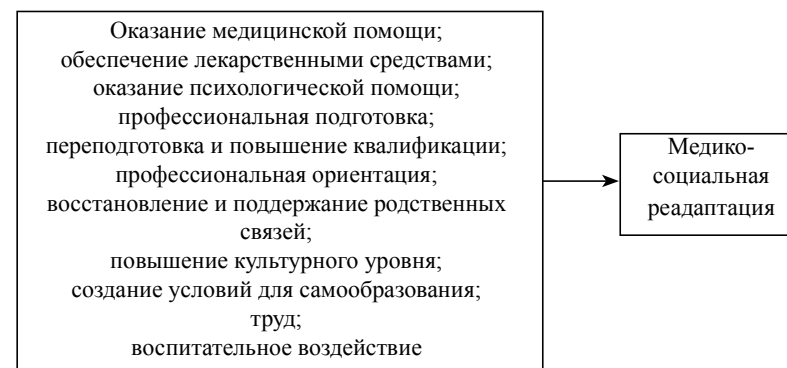 Оказание медицинской помощи;
обеспечение лекарственными средствами;
оказание психологической помощи;
профессиональная подготовка;
переподготовка и повышение квалификации;
профессиональная ориентация;
восстановление и поддержание родственных
связей;
повышение культурного уровня;
создание условий для самообразования;
труд;
воспитательное воздействие
Медико-
социальная
реадаптация